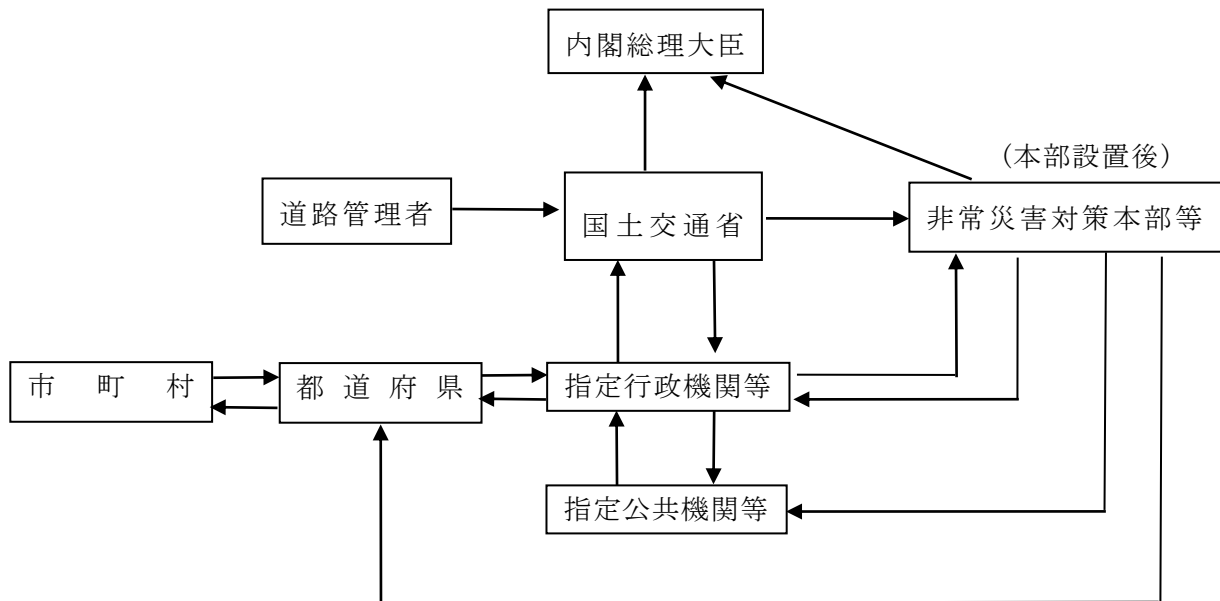 内閣総理大臣
(本部設置後)
道路管理者
国土交通省
非常災害対策本部等
市町村
都道府県
指定行政機関等
指定公共機関等